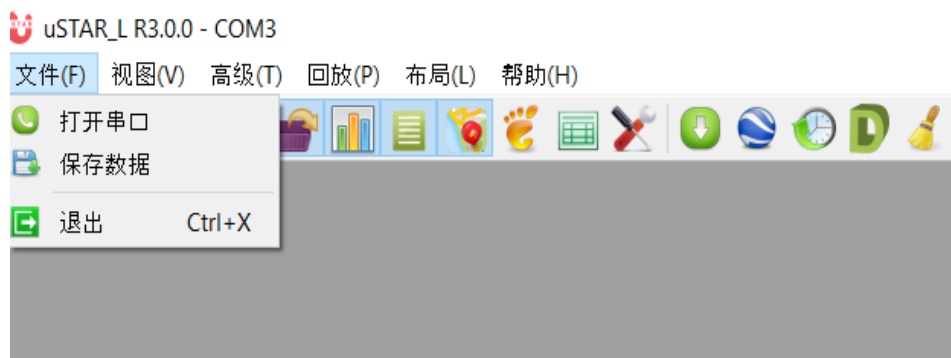 uSTAR_L R3.0.0 - COM3
文件(F) 视图(V) 高级(T) 回放(P) 布局(L) 帮助(H)
打开串口
保存数据
退出 Ctrl+X